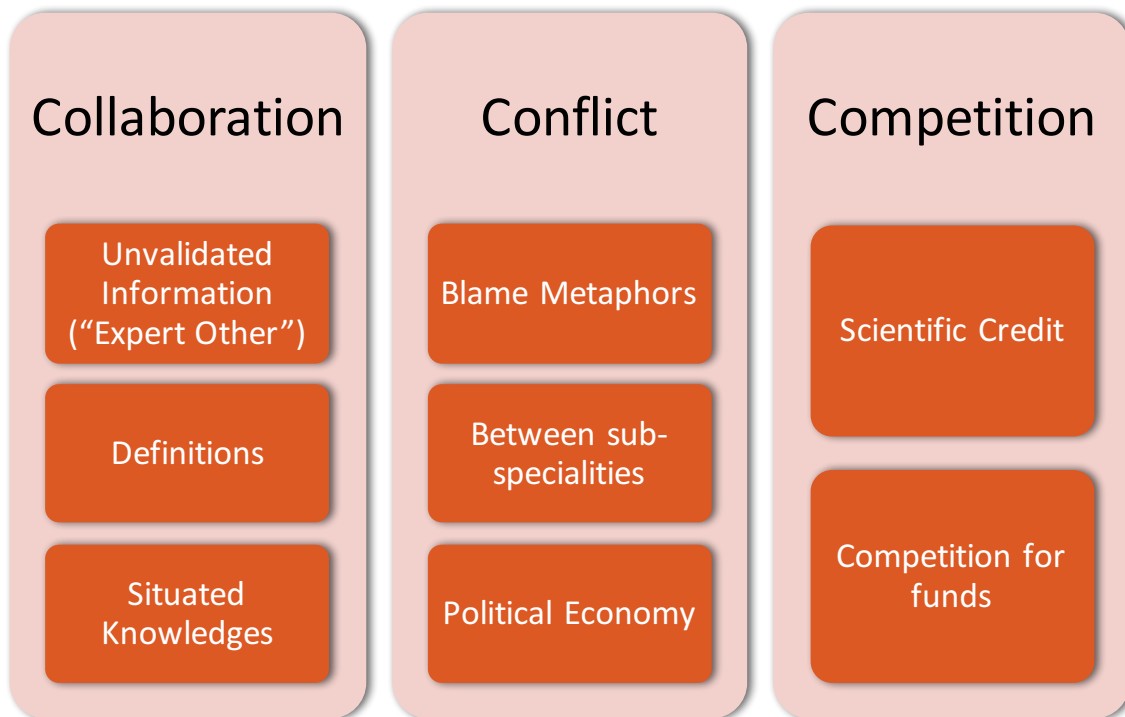 Collaboration
Unvalidated
Information
(“Expert Other”)
Definitions
Situated
Knowledges
Conflict
Blame Metaphors
Between sub-
specialities
Political Economy
Competition
Scientific Credit
Competition for
funds